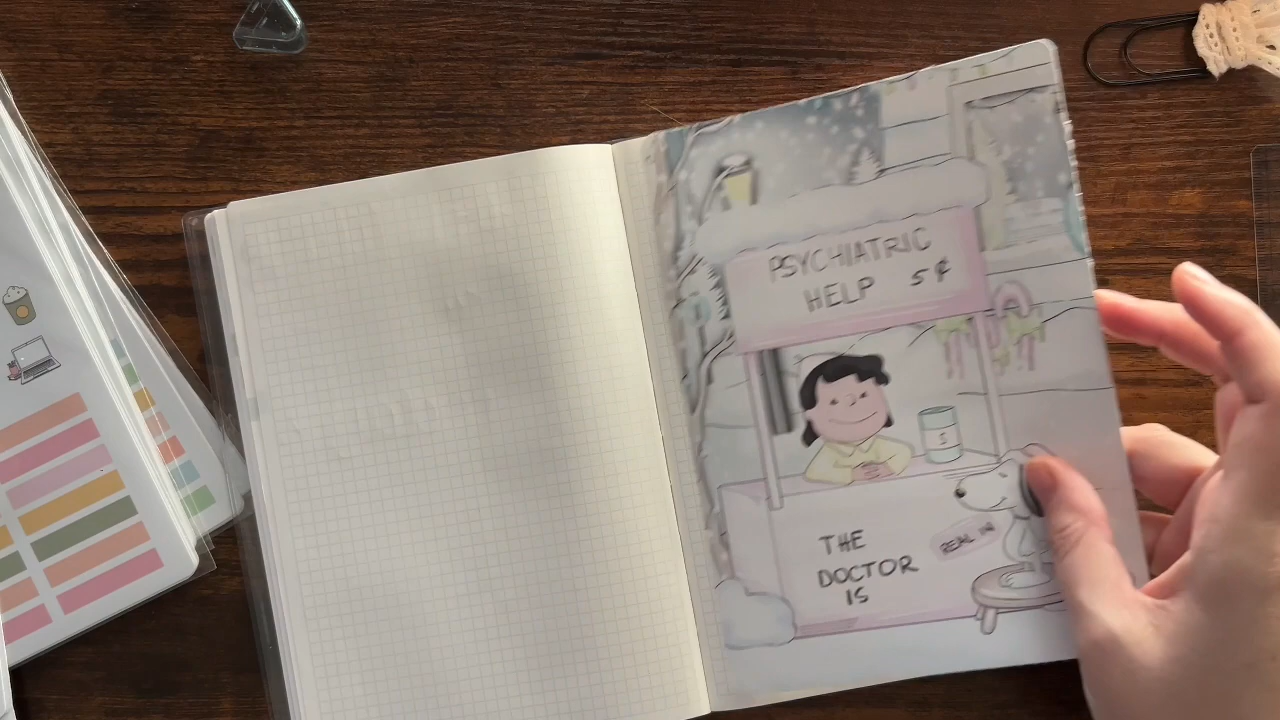 PSYCHIATRIC
HELP 5¢
$
THE
DOCTOR
IS
REAL IN